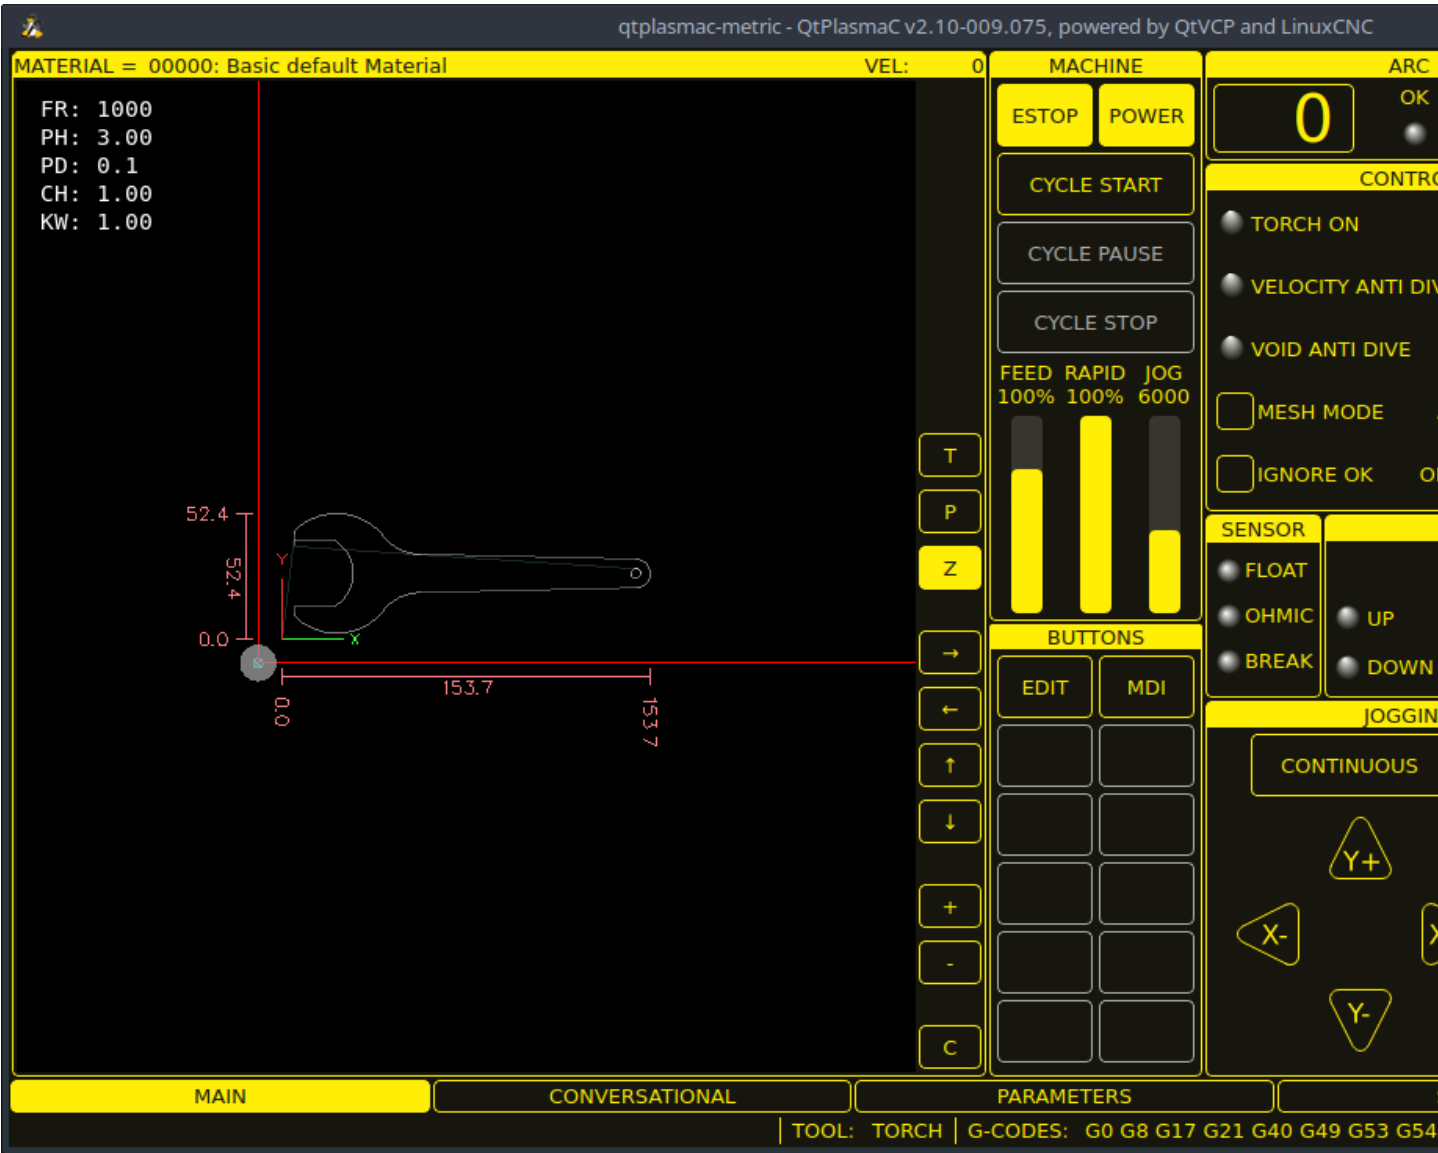 qtplasmac-metric - QtPlasmaC v2.10-009.075, powered by QtVCP and LinuxCNC
MATERIAL = 00000: Basic default Material VEL: 0
FR: 1000
PH: 3.00
PD: 0.1
CH: 1.00
KW: 1.00
52.4
52.4
0.0
Y
X
153.7
0.0
153.7
T
P
Z
→
←
↑
↓
+
-
C
MACHINE
ESTOP POWER
CYCLE START
CYCLE PAUSE
CYCLE STOP
FEED RAPID JOG
100% 100% 6000
BUTTONS
EDIT MDI
ARC
0 OK
CONTRO
TORCH ON
VELOCITY ANTI DIV
VOID ANTI DIVE
MESH MODE
IGNORE OK
SENSOR
FLOAT
OHMIC
BREAK
UP
DOWN
JOGGIN
CONTINUOUS
Y+
X-
Y-
MAIN CONVERSATIONAL PARAMETERS
TOOL: TORCH G-CODES: G0 G8 G17 G21 G40 G49 G53 G54